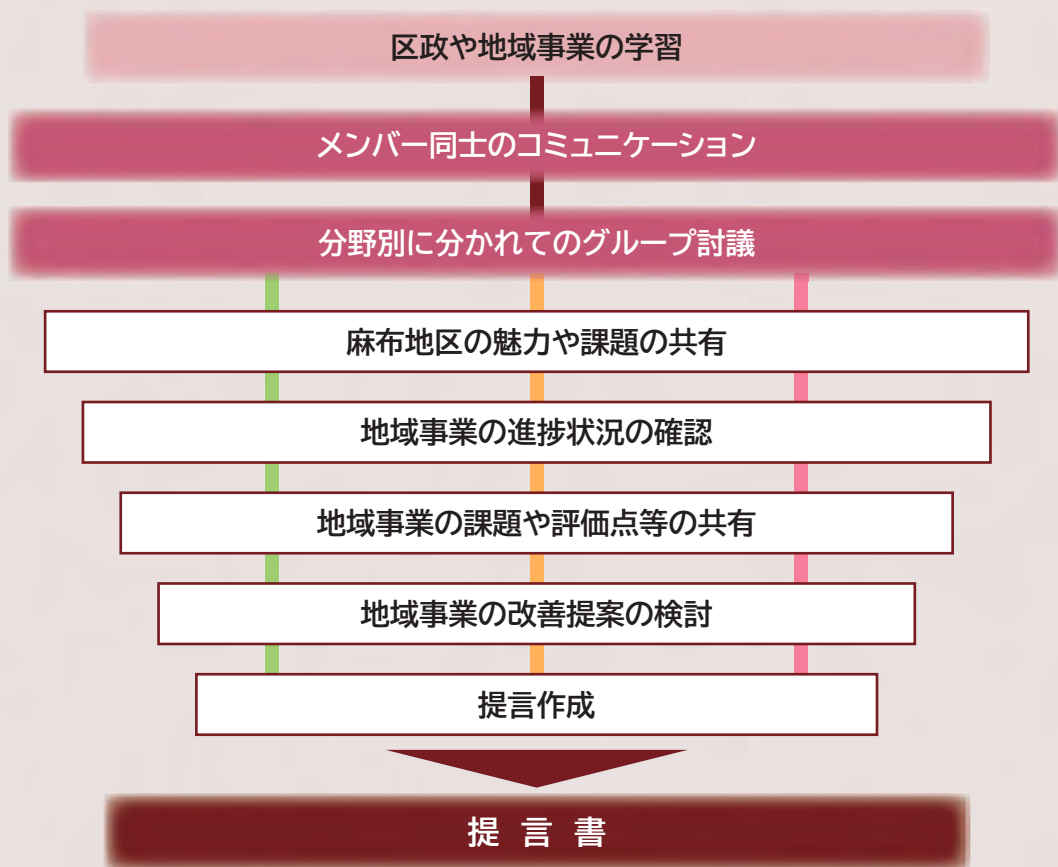 区政や地域事業の学習
メンバー同士のコミュニケーション
分野別に分かれてのグループ討議
麻布地区の魅力や課題の共有
地域事業の進捗状況の確認
地域事業の課題や評価点等の共有
地域事業の改善提案の検討
提言作成
提 言 書